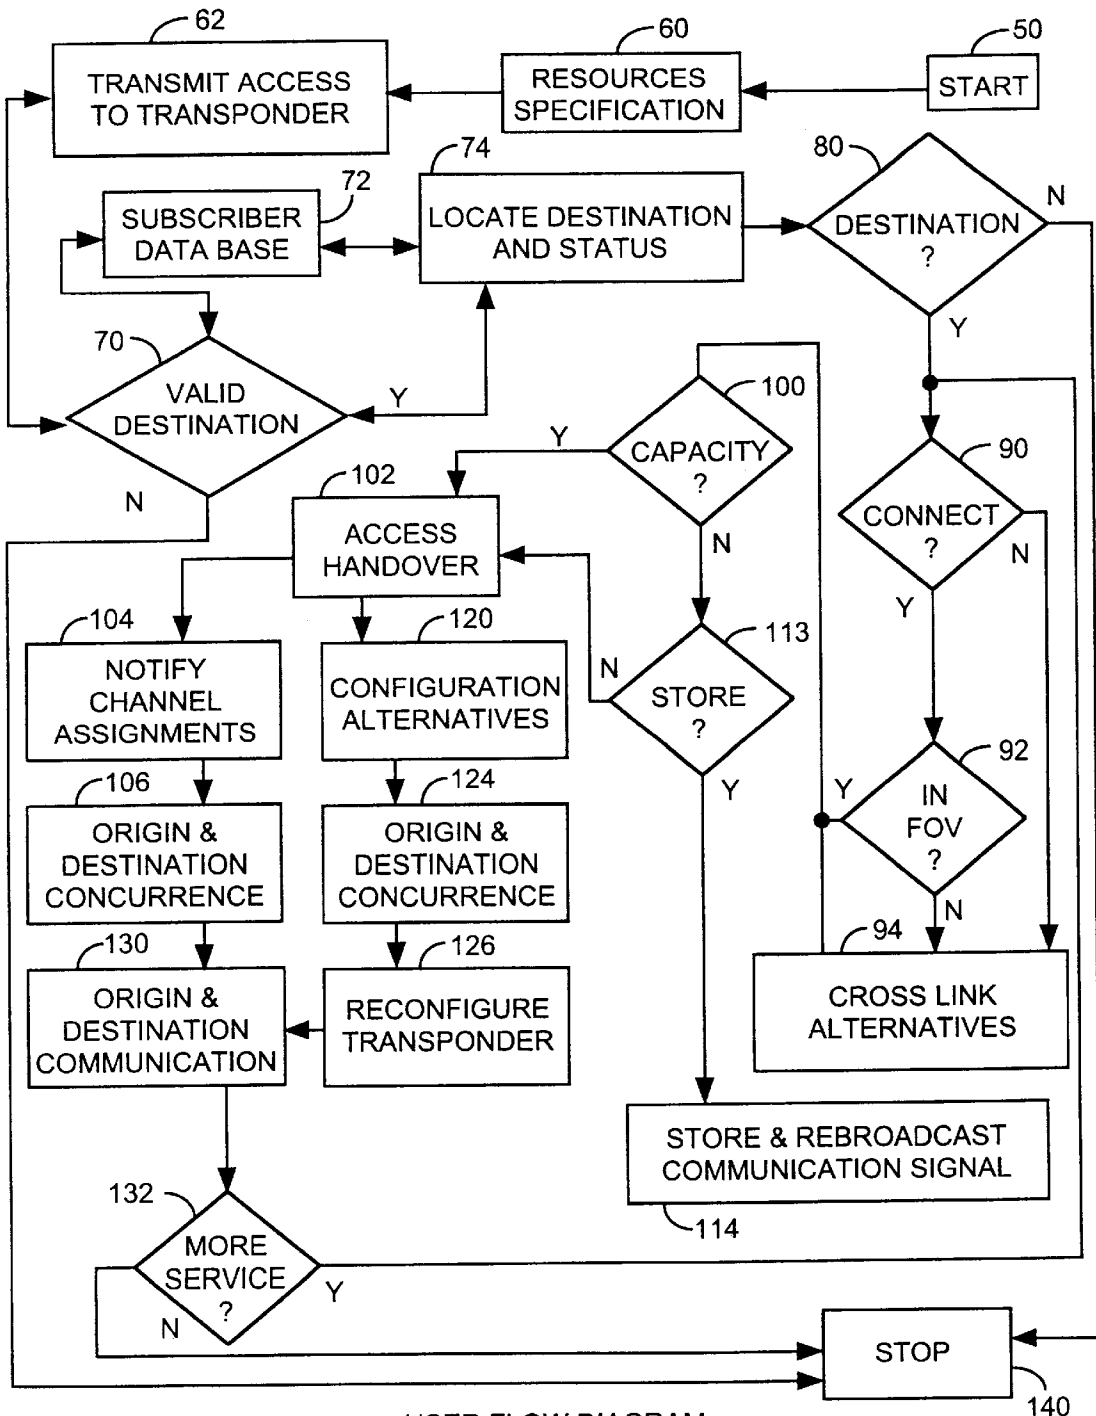 62
60
50
TRANSMIT ACCESS
TO TRANSPONDER
RESOURCES
SPECIFICATION
START
74
80
72
N
SUBSCRIBER
DATA BASE
LOCATE DESTINATION
AND STATUS
DESTINATION
?
Y
70
VALID
DESTINATION
Y
100
Y
CAPACITY
?
90
N
102
CONNECT
?
ACCESS
HANDOVER
N
N
Y
104
120
113
NOTIFY
CHANNEL
ASSIGNMENTS
CONFIGURATION
ALTERNATIVES
N
STORE
?
92
106
124
Y
Y
IN
FOV
?
ORIGIN &
DESTINATION
CONCURRENCE
ORIGIN &
DESTINATION
CONCURRENCE
N
130
126
94
ORIGIN &
DESTINATION
COMMUNICATION
RECONFIGURE
TRANSPONDER
CROSS LINK
ALTERNATIVES
STORE & REBROADCAST
COMMUNICATION SIGNAL
132
114
MORE
SERVICE
?
Y
N
STOP
140
USER FLOW DIAGRAM